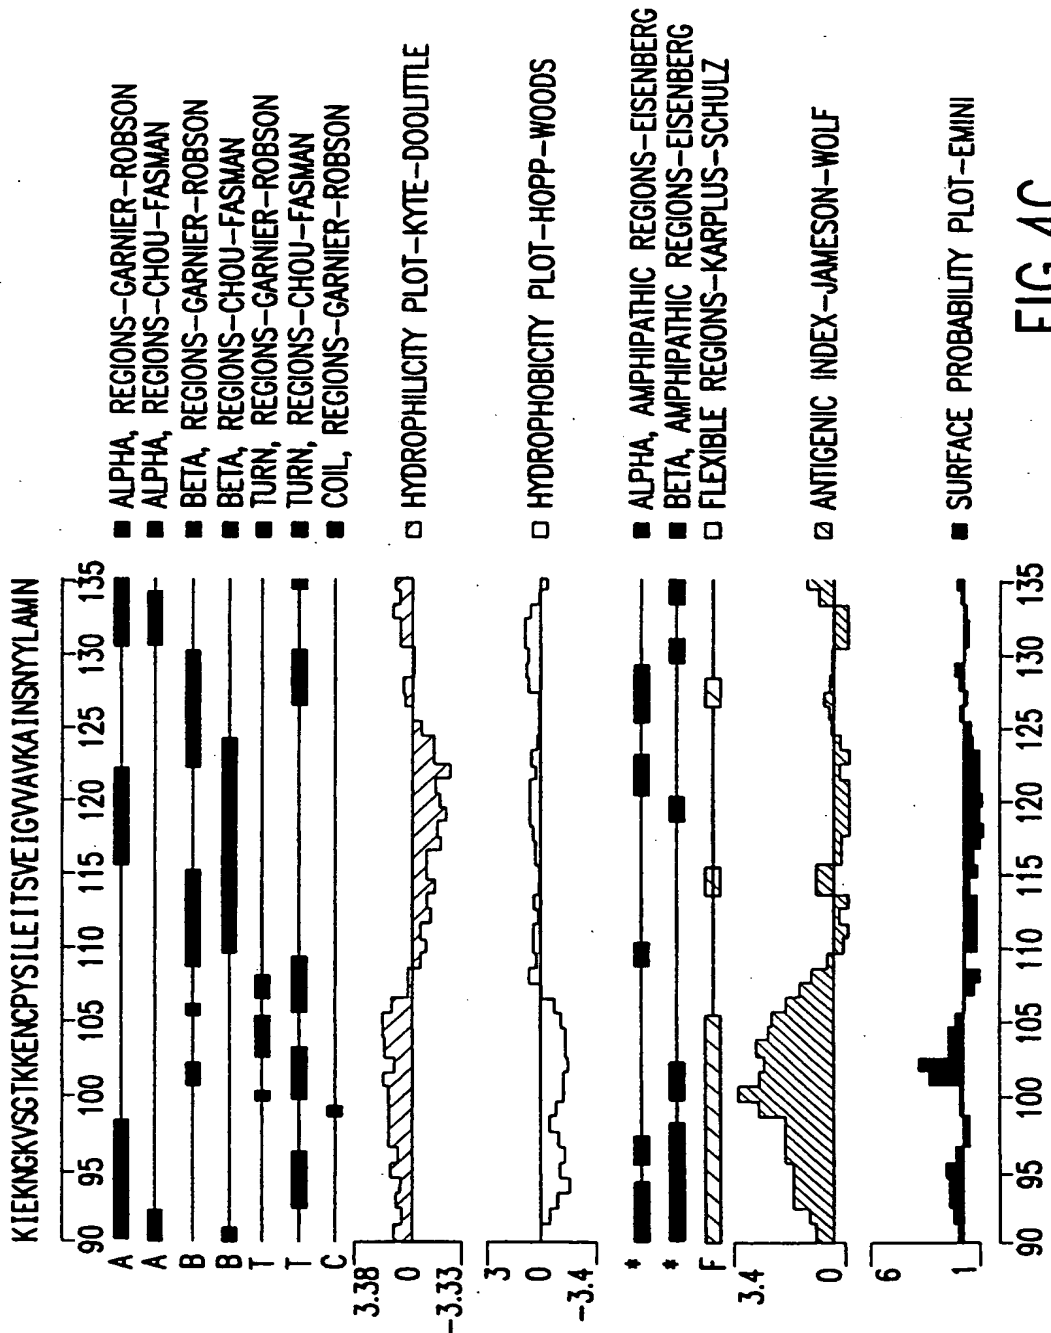 KIEKNGKVSGTKKENCPYSILEITSVEIGVVAVKAINSNYYLAMN
90 95 100 105 110 115 120 125 130 135
A ■ ALPHA, REGIONS-GARNIER-ROBSON
A ■ ALPHA, REGIONS-CHOU-FASMAN
B ■ BETA, REGIONS-GARNIER-ROBSON
B ■ BETA, REGIONS-CHOU-FASMAN
T ■ TURN, REGIONS-GARNIER-ROBSON
T ■ TURN, REGIONS-CHOU-FASMAN
C ■ COIL, REGIONS-GARNIER-ROBSON
3.38
0 HYDROPHILICITY PLOT-KYTE-DOOLITTLE
-3.33
3
0 □ HYDROPHOBICITY PLOT-HOPP-WOODS
-3.4
* ■ ALPHA, AMPHIPATHIC REGIONS-EISENBERG
* ■ BETA, AMPHIPATHIC REGIONS-EISENBERG
F □ FLEXIBLE REGIONS-KARPLUS-SCHULZ
3.4
0 ANTIGENIC INDEX-JAMESON-WOLF
6
1 ■ SURFACE PROBABILITY PLOT-EMINI
90 95 100 105 110 115 120 125 130 135
FIG.4C